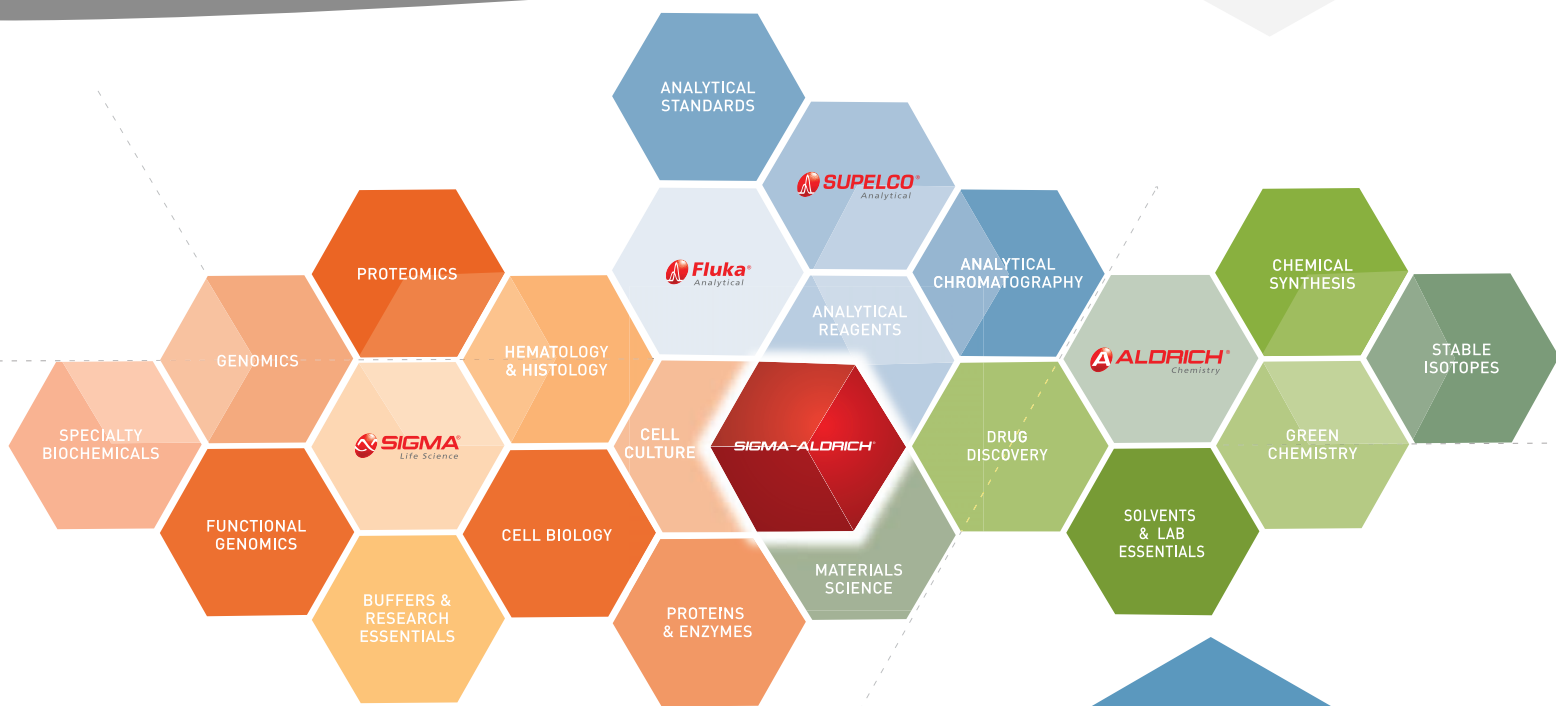 ANALYTICAL
STANDARDS
SUPELCO®
Analytical
PROTEOMICS
Fluka®
Analytical
ANALYTICAL
CHROMATOGRAPHY
CHEMICAL
SYNTHESIS
GENOMICS
HEMATOLOGY
& HISTOLOGY
ANALYTICAL
REAGENTS
ALDRICH®
Chemistry
STABLE
ISOTOPES
SPECIALTY
BIOCHEMICALS
SIGMA®
Life Science
CELL
CULTURE
SIGMA-ALDRICH®
DRUG
DISCOVERY
GREEN
CHEMISTRY
FUNCTIONAL
GENOMICS
CELL BIOLOGY
SOLVENTS
& LAB
ESSENTIALS
BUFFERS &
RESEARCH
ESSENTIALS
PROTEINS
& ENZYMES
MATERIALS
SCIENCE